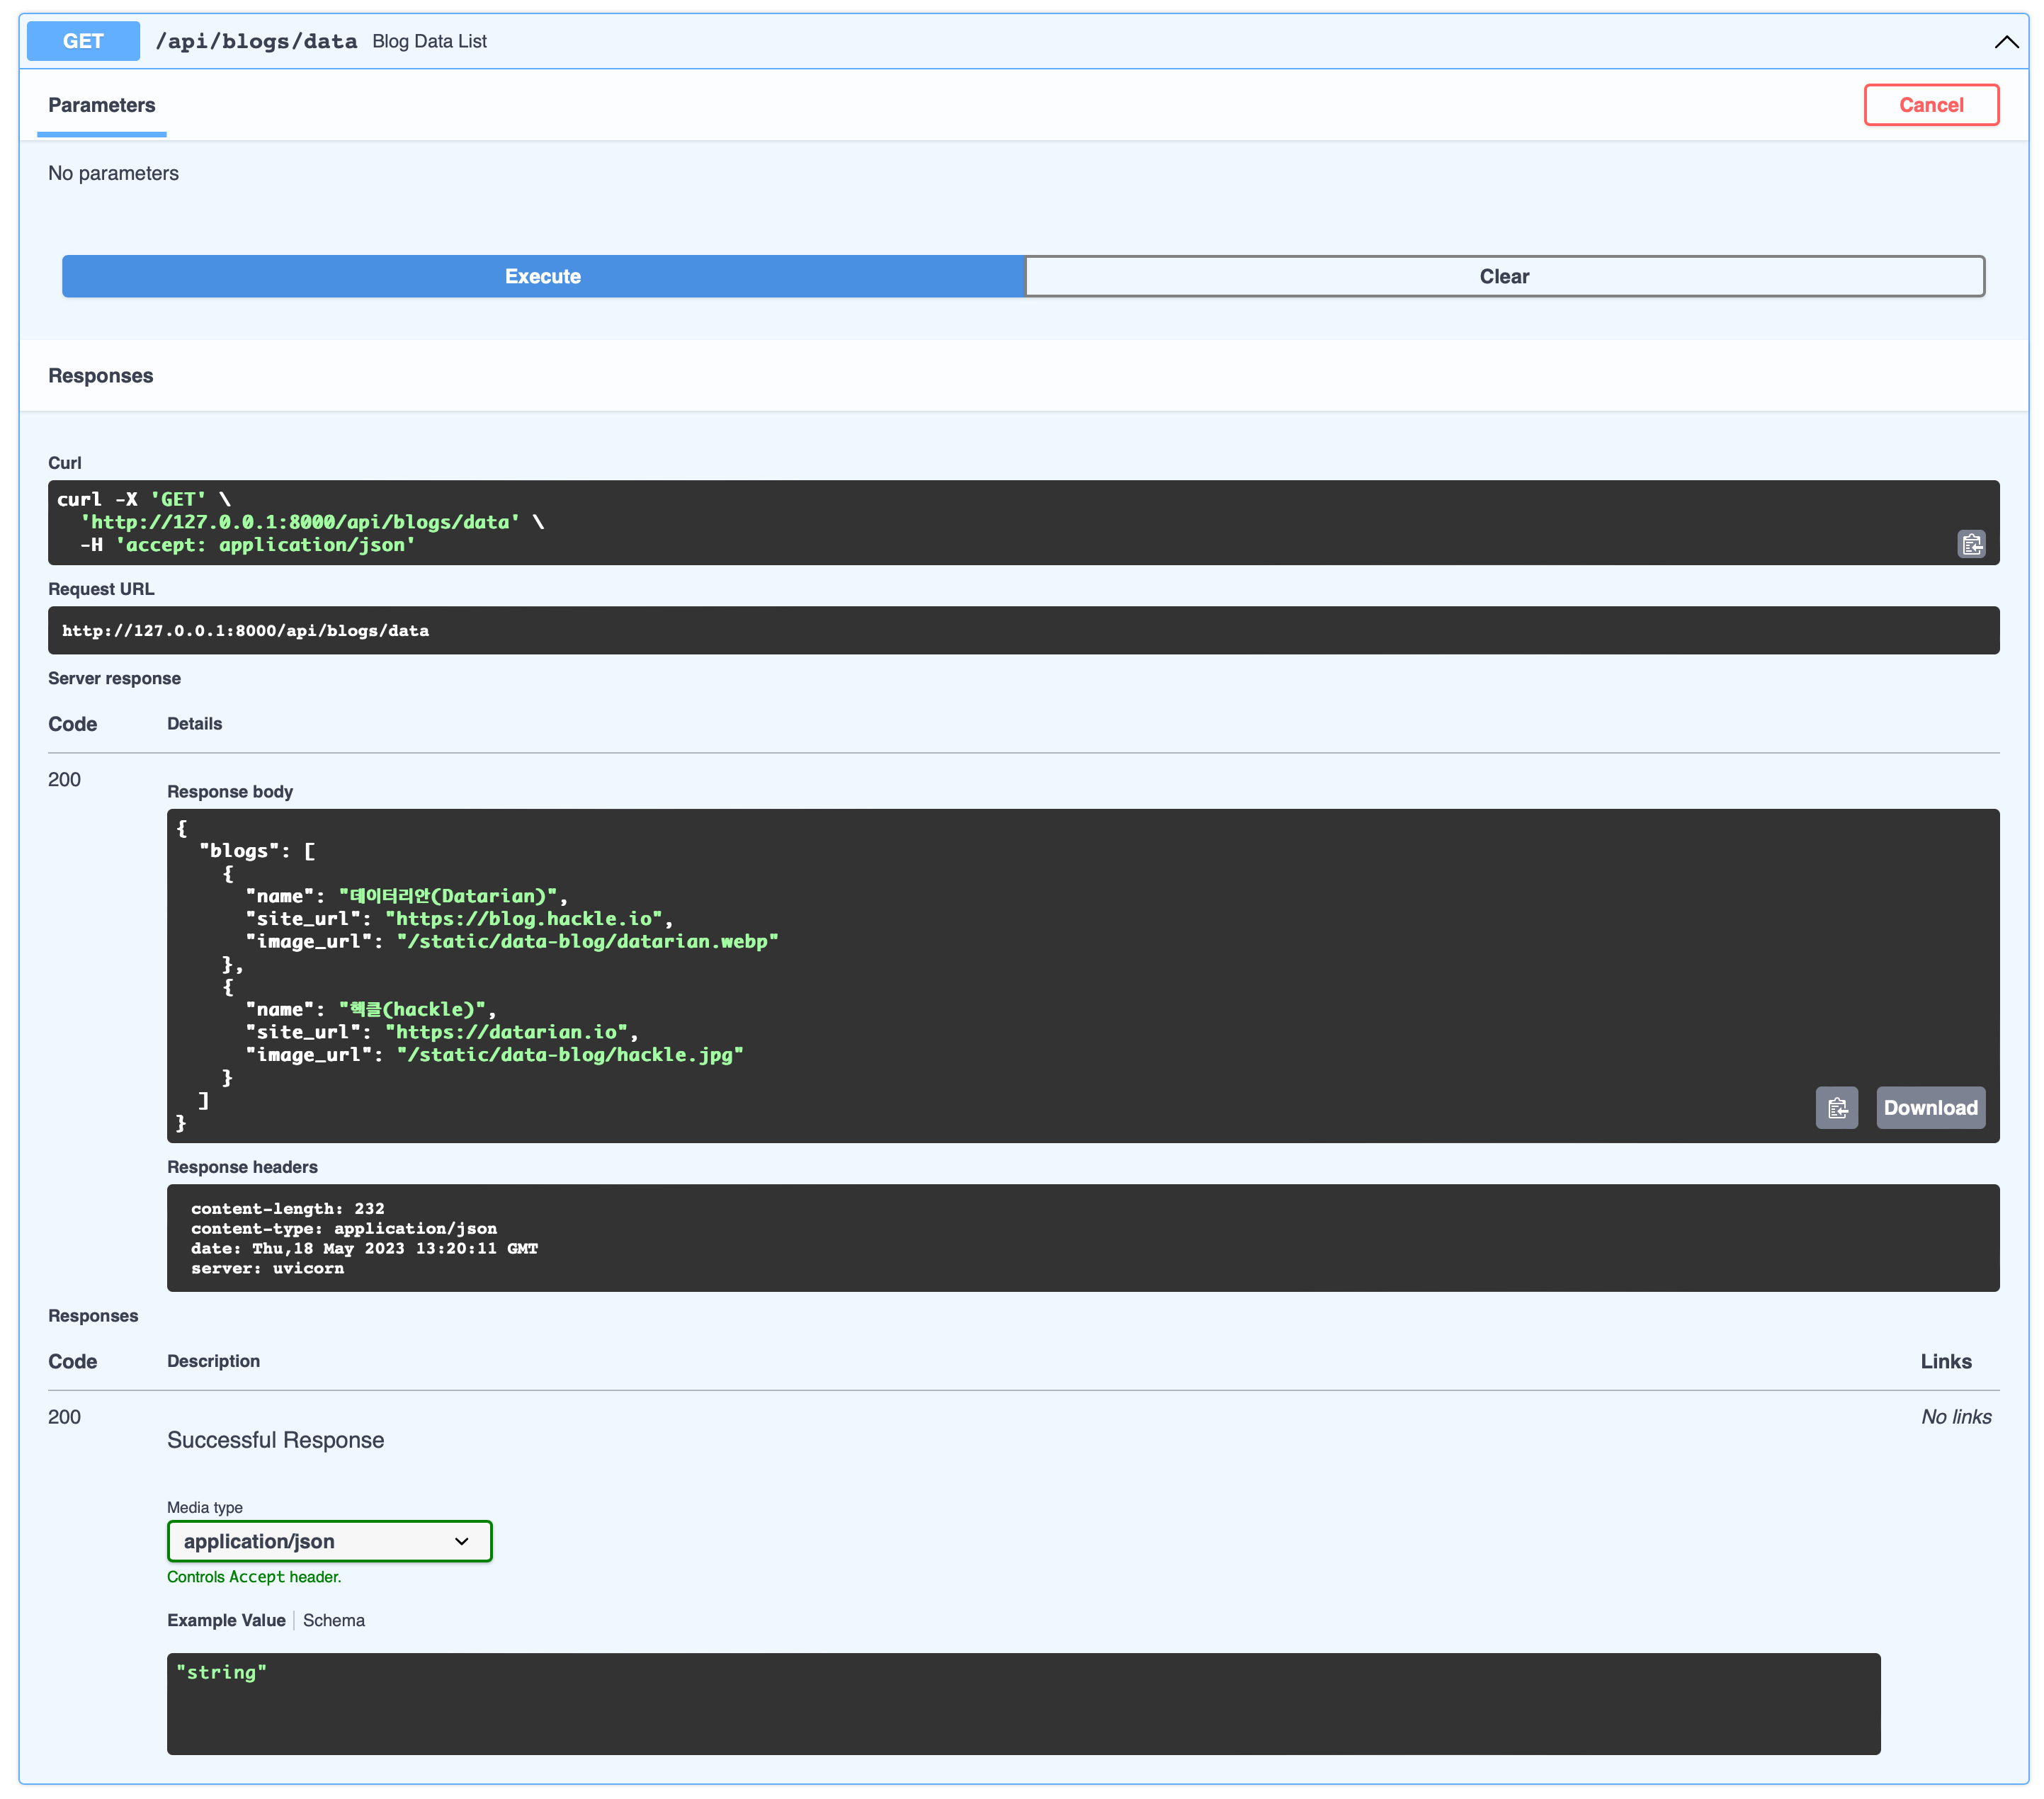 GET /api/blogs/data Blog Data List
Parameters
Cancel
No parameters
Execute
Clear
Responses
Curl
curl -X 'GET' \
  'http://127.0.0.1:8000/api/blogs/data' \
  -H 'accept: application/json'
Request URL
http://127.0.0.1:8000/api/blogs/data
Server response
Code Details
200
Response body
{
  "blogs": [
    {
      "name": "데이터리안(Datarian)",
      "site_url": "https://blog.hackle.io",
      "image_url": "/static/data-blog/datarian.webp"
    },
    {
      "name": "핵클(hackle)",
      "site_url": "https://datarian.io",
      "image_url": "/static/data-blog/hackle.jpg"
    }
  ]
}
Download
Response headers
content-length: 232
content-type: application/json
date: Thu,18 May 2023 13:20:11 GMT
server: uvicorn
Responses
Code Description Links
200
Successful Response
No links
Media type
application/json
Controls Accept header.
Example Value Schema
"string"